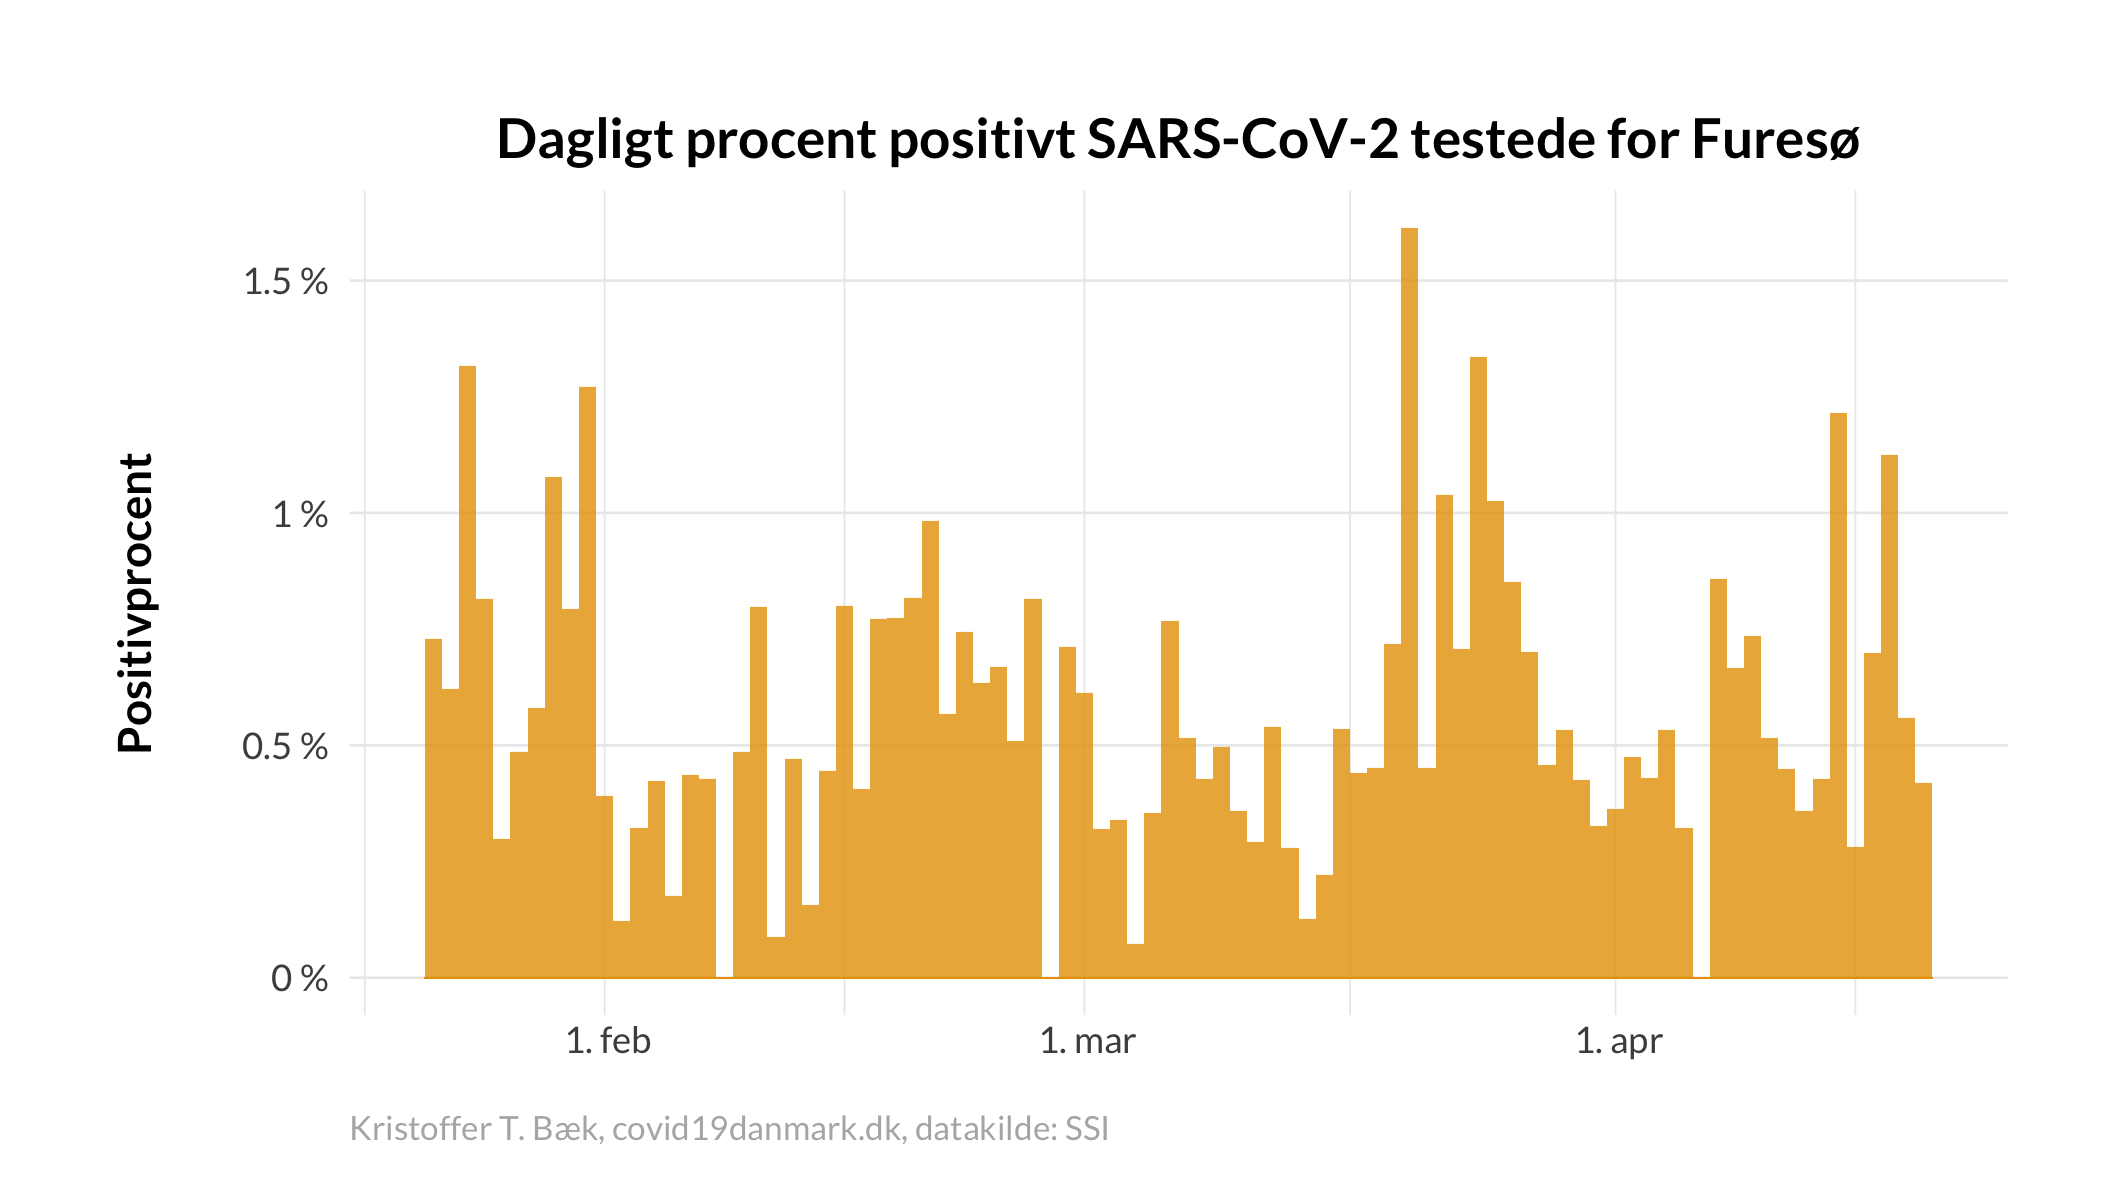 Dagligt procent positivt SARS-CoV-2 testede for Furesø
Positivprocent
1.5 %
1 %
0.5 %
0 %
1. feb
1. mar
1. apr
Kristoffer T. Bæk, covid19danmark.dk, datakilde: SSI